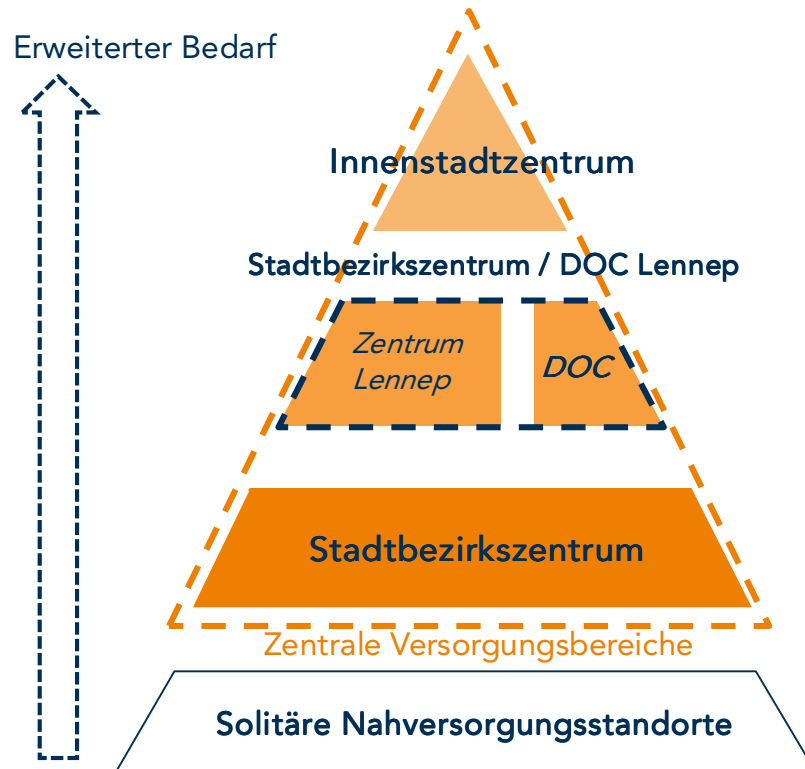 Erweiterter Bedarf
Innenstadtzentrum
Stadtbezirkszentrum / DOC Lennep
Zentrum
Lennep
DOC
Stadtbezirkszentrum
Zentrale Versorgungsbereiche
Solitäre Nahversorgungsstandorte